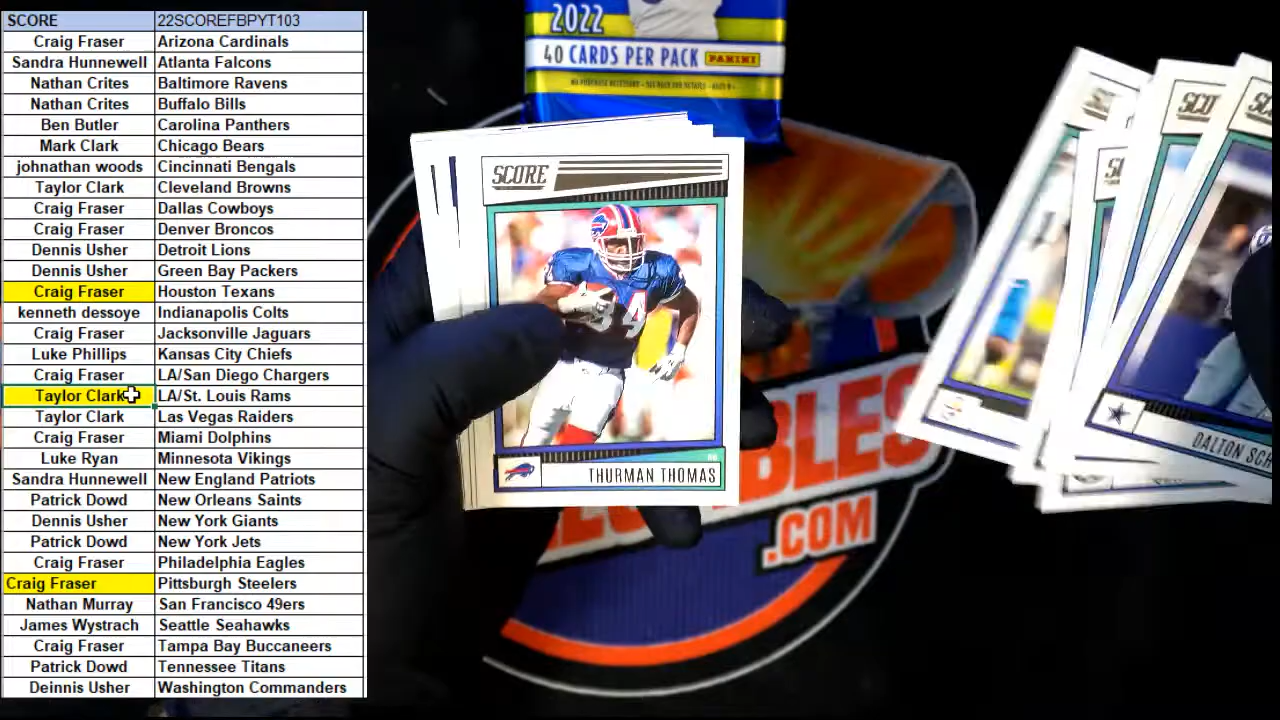 SCORE 22SCOREFBPYT103
Craig Fraser Arizona Cardinals
Sandra Hunnewell Atlanta Falcons
Nathan Crites Baltimore Ravens
Nathan Crites Buffalo Bills
Ben Butler Carolina Panthers
Mark Clark Chicago Bears
johnathan woods Cincinnati Bengals
Taylor Clark Cleveland Browns
Craig Fraser Dallas Cowboys
Craig Fraser Denver Broncos
Dennis Usher Detroit Lions
Dennis Usher Green Bay Packers
Craig Fraser Houston Texans
kenneth dessoye Indianapolis Colts
Craig Fraser Jacksonville Jaguars
Luke Phillips Kansas City Chiefs
Craig Fraser LA/San Diego Chargers
Taylor Clark LA/St. Louis Rams
Taylor Clark Las Vegas Raiders
Craig Fraser Miami Dolphins
Luke Ryan Minnesota Vikings
Sandra Hunnewell New England Patriots
Patrick Dowd New Orleans Saints
Dennis Usher New York Giants
Patrick Dowd New York Jets
Craig Fraser Philadelphia Eagles
Craig Fraser Pittsburgh Steelers
Nathan Murray San Francisco 49ers
James Wystrach Seattle Seahawks
Craig Fraser Tampa Bay Buccaneers
Patrick Dowd Tennessee Titans
Deinnis Usher Washington Commanders
2022
40 CARDS PER PACK PANINI
SCORE
34
THURMAN THOMAS
SCO
DALTON SCH
BLES
.COM